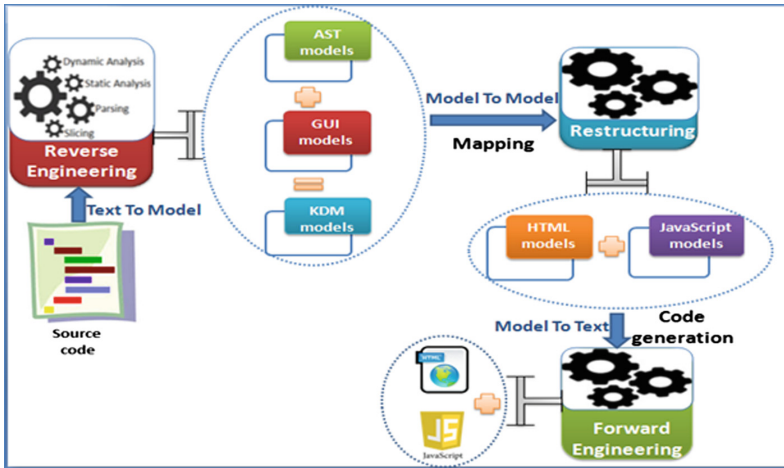 Dynamic Analysis
Static Analysis
Parsing
Slicing
Reverse
Engineering
Text To Model
Source
code
AST
models
GUI
models
KDM
models
Model To Model
Mapping
Restructuring
HTML
models
JavaScript
models
Model To Text
Code
generation
HTML
JS
JavaScript
Forward
Engineering